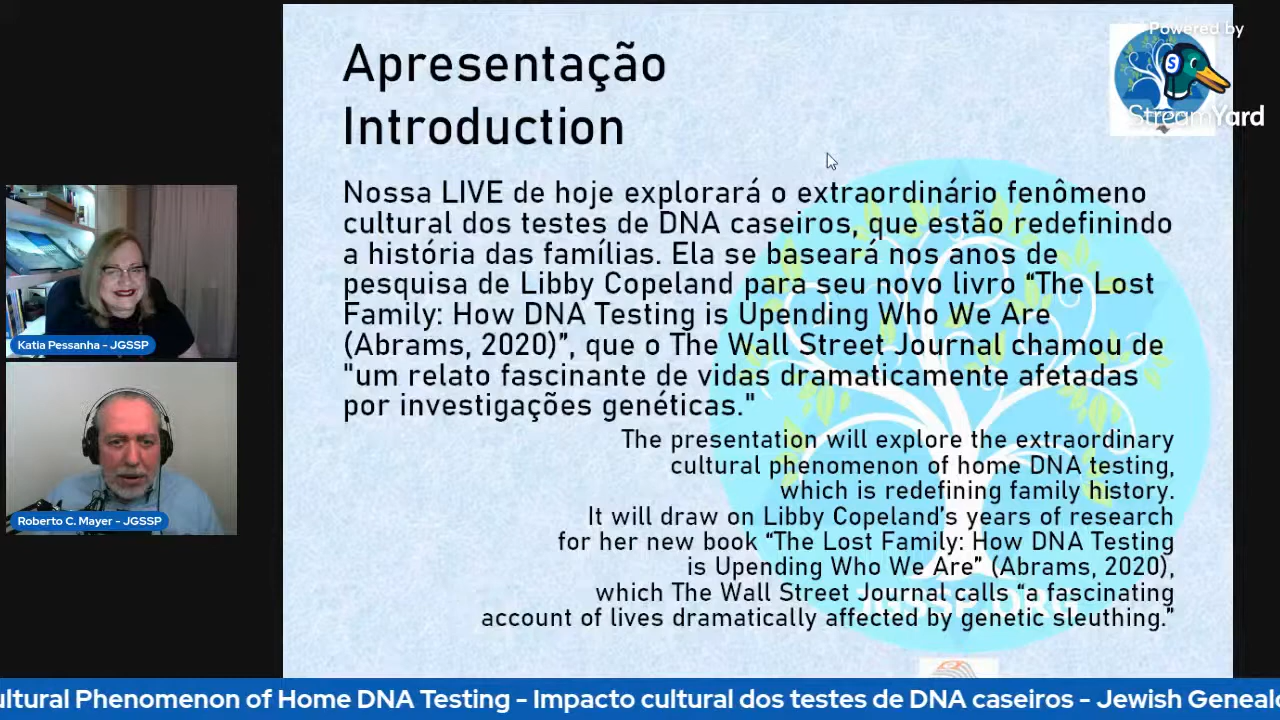 Apresentação
Introduction
Nossa LIVE de hoje explorará o extraordinário fenômeno
cultural dos testes de DNA caseiros, que estão redefinindo
a história das famílias. Ela se baseará nos anos de
pesquisa de Libby Copeland para seu novo livro “The Lost
Family: How DNA Testing is Upending Who We Are
(Abrams, 2020)”, que o The Wall Street Journal chamou de
"um relato fascinante de vidas dramaticamente afetadas
por investigações genéticas."
The presentation will explore the extraordinary
cultural phenomenon of home DNA testing,
which is redefining family history.
It will draw on Libby Copeland’s years of research
for her new book “The Lost Family: How DNA Testing
is Upending Who We Are” (Abrams, 2020),
which The Wall Street Journal calls “a fascinating
account of lives dramatically affected by genetic sleuthing.”
Powered by
StreamYard
Katia Pessanha - JGSSP
Roberto C. Mayer - JGSSP
JGSSP.ORG
ultural Phenomenon of Home DNA Testing - Impacto cultural dos testes de DNA caseiros - Jewish Geneal